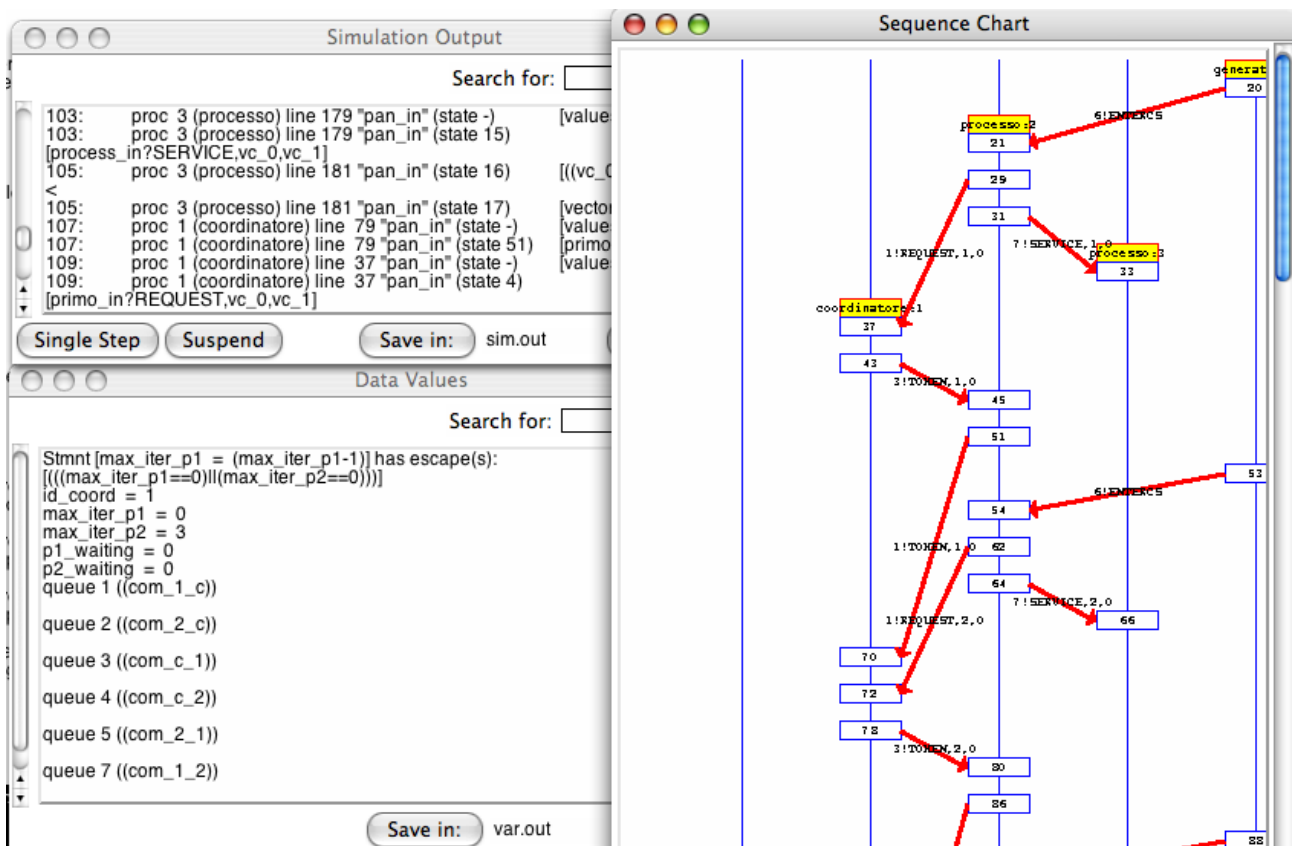 Simulation Output
Search for:
103: proc 3 (processo) line 179 "pan_in" (state -) [value
103: proc 3 (processo) line 179 "pan_in" (state 15)
[process_in?SERVICE,vc_0,vc_1]
105: proc 3 (processo) line 181 "pan_in" (state 16) [((vc_0
<
105: proc 3 (processo) line 181 "pan_in" (state 17) [vector
107: proc 1 (coordinatore) line 79 "pan_in" (state -) [value
107: proc 1 (coordinatore) line 79 "pan_in" (state 51) [primo
109: proc 1 (coordinatore) line 37 "pan_in" (state -) [value
109: proc 1 (coordinatore) line 37 "pan_in" (state 4)
[primo_in?REQUEST,vc_0,vc_1]
Single Step Suspend Save in: sim.out
Data Values
Search for:
Stmnt [max_iter_p1 = (max_iter_p1-1)] has escape(s):
[(((max_iter_p1==0)||(max_iter_p2==0)))]
id_coord = 1
max_iter_p1 = 0
max_iter_p2 = 3
p1_waiting = 0
p2_waiting = 0
queue 1 ((com_1_c))
queue 2 ((com_2_c))
queue 3 ((com_c_1))
queue 4 ((com_c_2))
queue 5 ((com_2_1))
queue 7 ((com_1_2))
Save in: var.out
Sequence Chart
generat
20
6!ENTERCS
processo:2
21
29
31
7!SERVICE,1,0
1!REQUEST,1,0
processo:3
33
coordinatore:1
37
43
3!TOKEN,1,0
45
51
53
6!ENTERCS
54
1!TOKEN,1,0
62
64
7!SERVICE,2,0
1!REQUEST,2,0
66
70
72
78
3!TOKEN,2,0
80
86
88